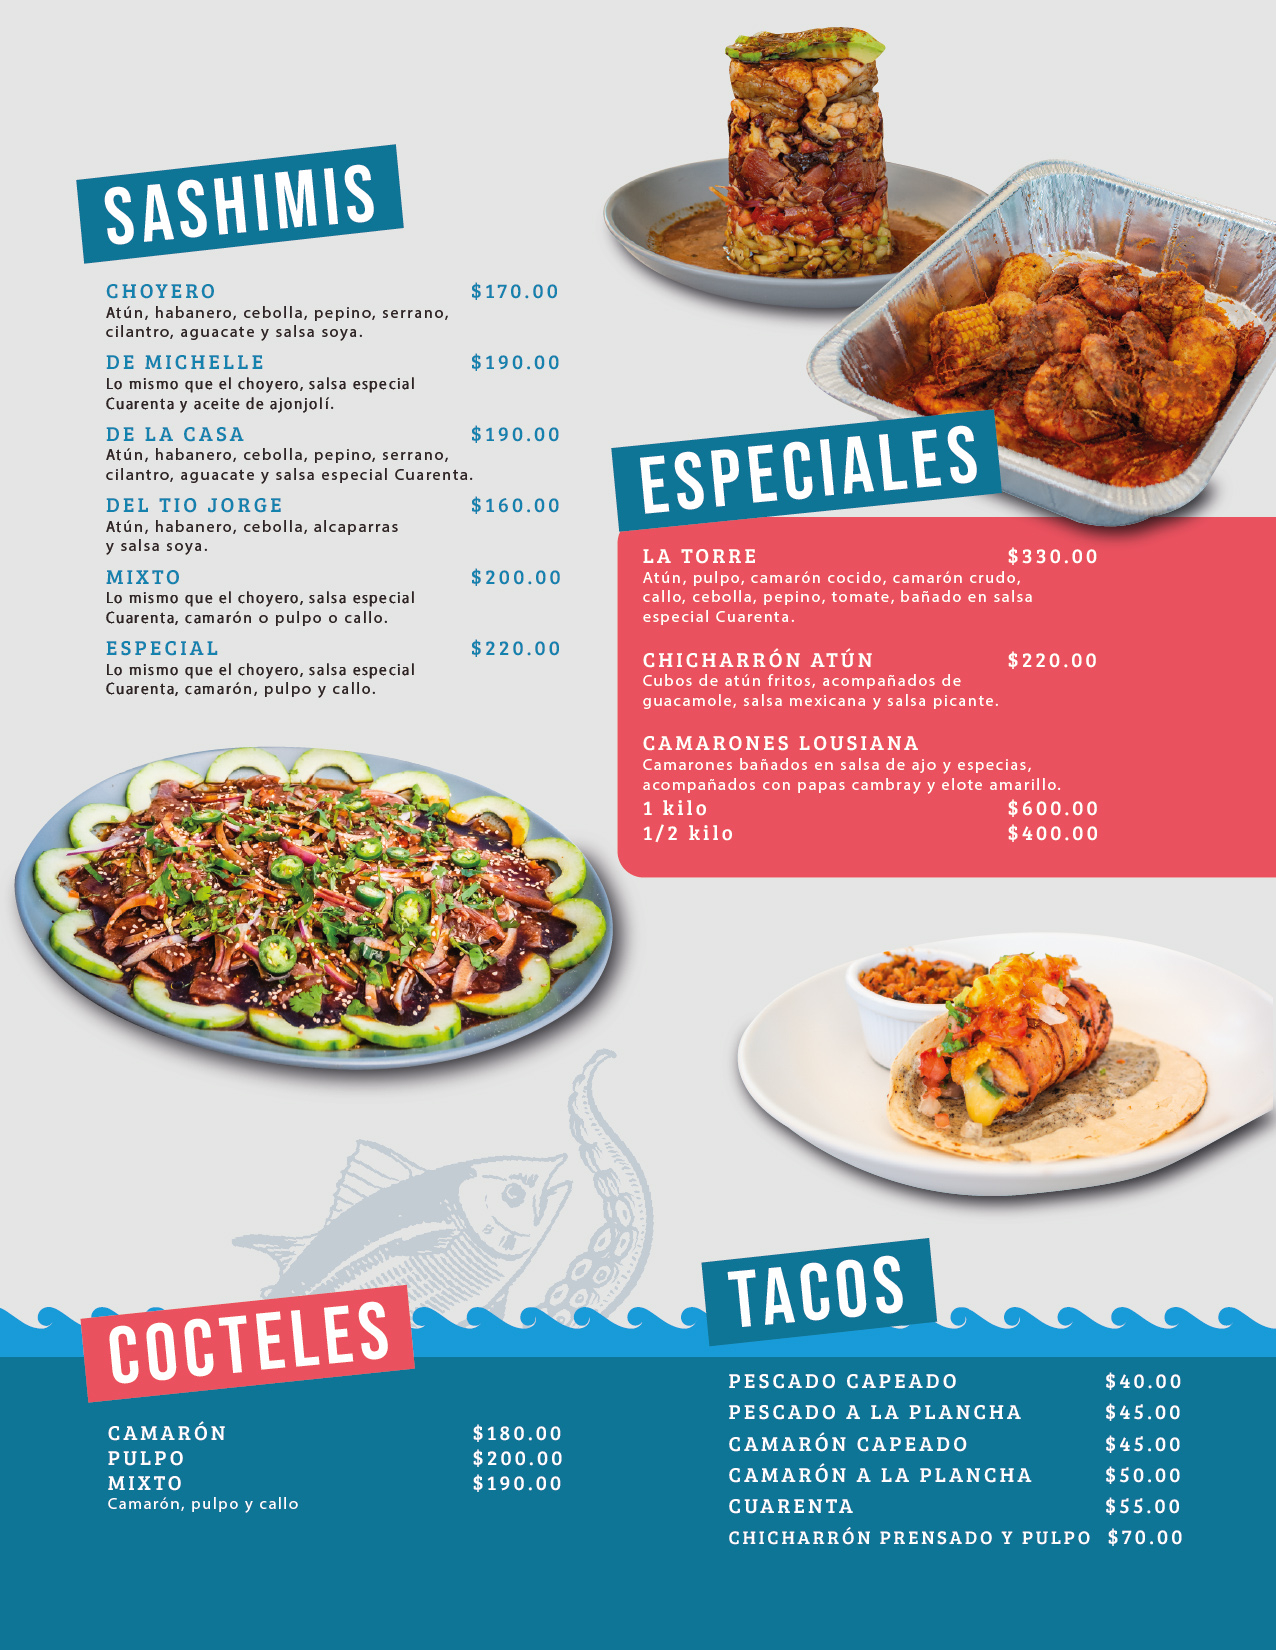 SASHIMIS
CHOYERO $170.00
Atún, habanero, cebolla, pepino, serrano,
cilantro, aguacate y salsa soya.
DE MICHELLE $190.00
Lo mismo que el choyero, salsa especial
Cuarenta y aceite de ajonjolí.
DE LA CASA $190.00
Atún, habanero, cebolla, pepino, serrano,
cilantro, aguacate y salsa especial Cuarenta.
DEL TIO JORGE $160.00
Atún, habanero, cebolla, alcaparras
y salsa soya.
MIXTO $200.00
Lo mismo que el choyero, salsa especial
Cuarenta, camarón o pulpo o callo.
ESPECIAL $220.00
Lo mismo que el choyero, salsa especial
Cuarenta, camarón, pulpo y callo.
ESPECIALES
LA TORRE $330.00
Atún, pulpo, camarón cocido, camarón crudo,
callo, cebolla, pepino, tomate, bañado en salsa
especial Cuarenta.
CHICHARRÓN ATÚN $220.00
Cubos de atún fritos, acompañados de
guacamole, salsa mexicana y salsa picante.
CAMARONES LOUSIANA
Camarones bañados en salsa de ajo y especias,
acompañados con papas cambray y elote amarillo.
1 kilo $600.00
1/2 kilo $400.00
COCTELES
CAMARÓN $180.00
PULPO $200.00
MIXTO $190.00
Camarón, pulpo y callo
TACOS
PESCADO CAPEADO $40.00
PESCADO A LA PLANCHA $45.00
CAMARÓN CAPEADO $45.00
CAMARÓN A LA PLANCHA $50.00
CUARENTA $55.00
CHICHARRÓN PRENSADO Y PULPO $70.00